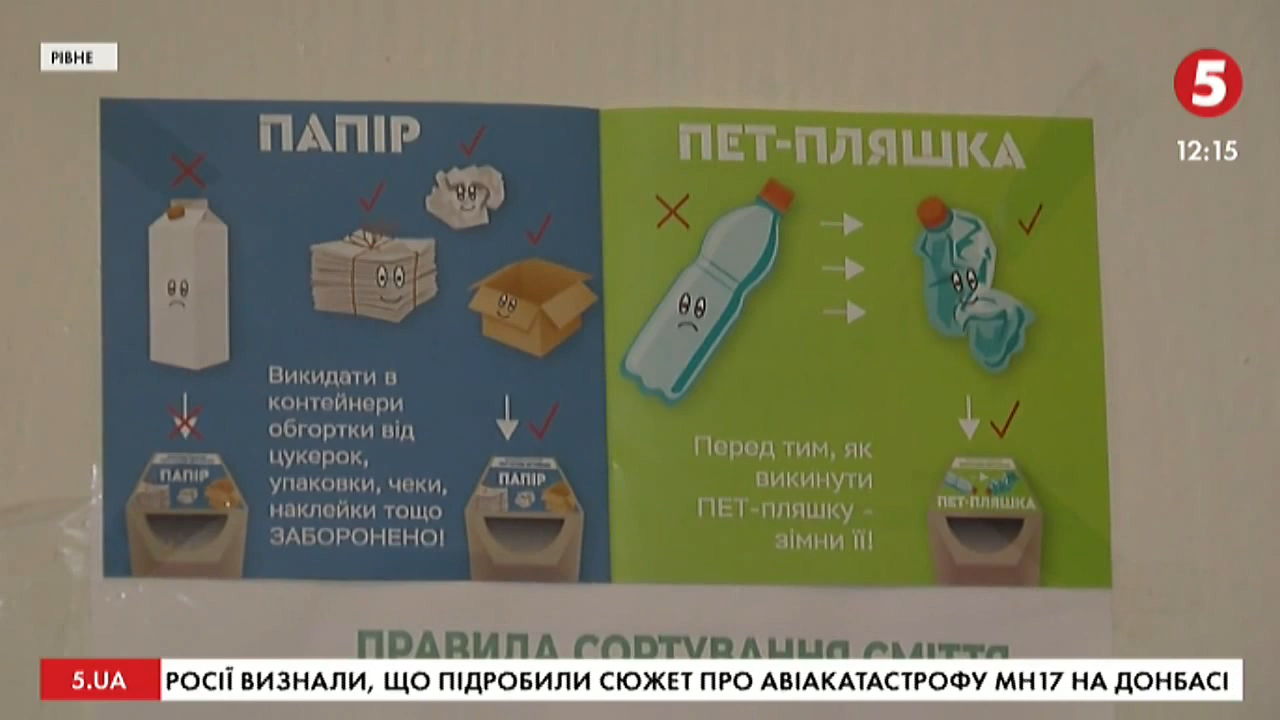 РІВНЕ
5
12:15
ПАПІР
Викидати в
контейнери
обгортки від
цукерок,
упаковки, чеки,
наклейки тощо
ЗАБОРОНЕНО!
ПАПІР
ПАПІР
ПЕТ-ПЛЯШКА
Перед тим, як
викинути
ПЕТ-пляшку -
зімни її!
ПЕТ-ПЛЯШКА
ПРАВИЛА СОРТУВАННЯ СМІТТЯ
5.UA
РОСІЇ ВИЗНАЛИ, ЩО ПІДРОБИЛИ СЮЖЕТ ПРО АВІАКАТАСТРОФУ МН17 НА ДОНБАСІ